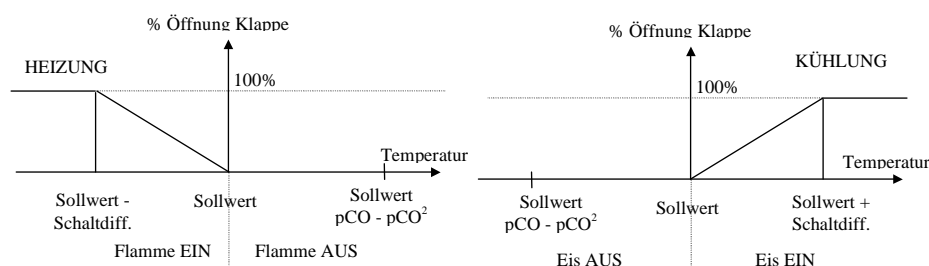 % Öffnung Klappe
HEIZUNG
100%
Temperatur
Sollwert -
Schaltdiff.
Sollwert
Sollwert
pCO - pCO²
Flamme EIN
Flamme AUS
% Öffnung Klappe
KÜHLUNG
100%
Temperatur
Sollwert
pCO - pCO²
Sollwert
Sollwert +
Schaltdiff.
Eis AUS
Eis EIN